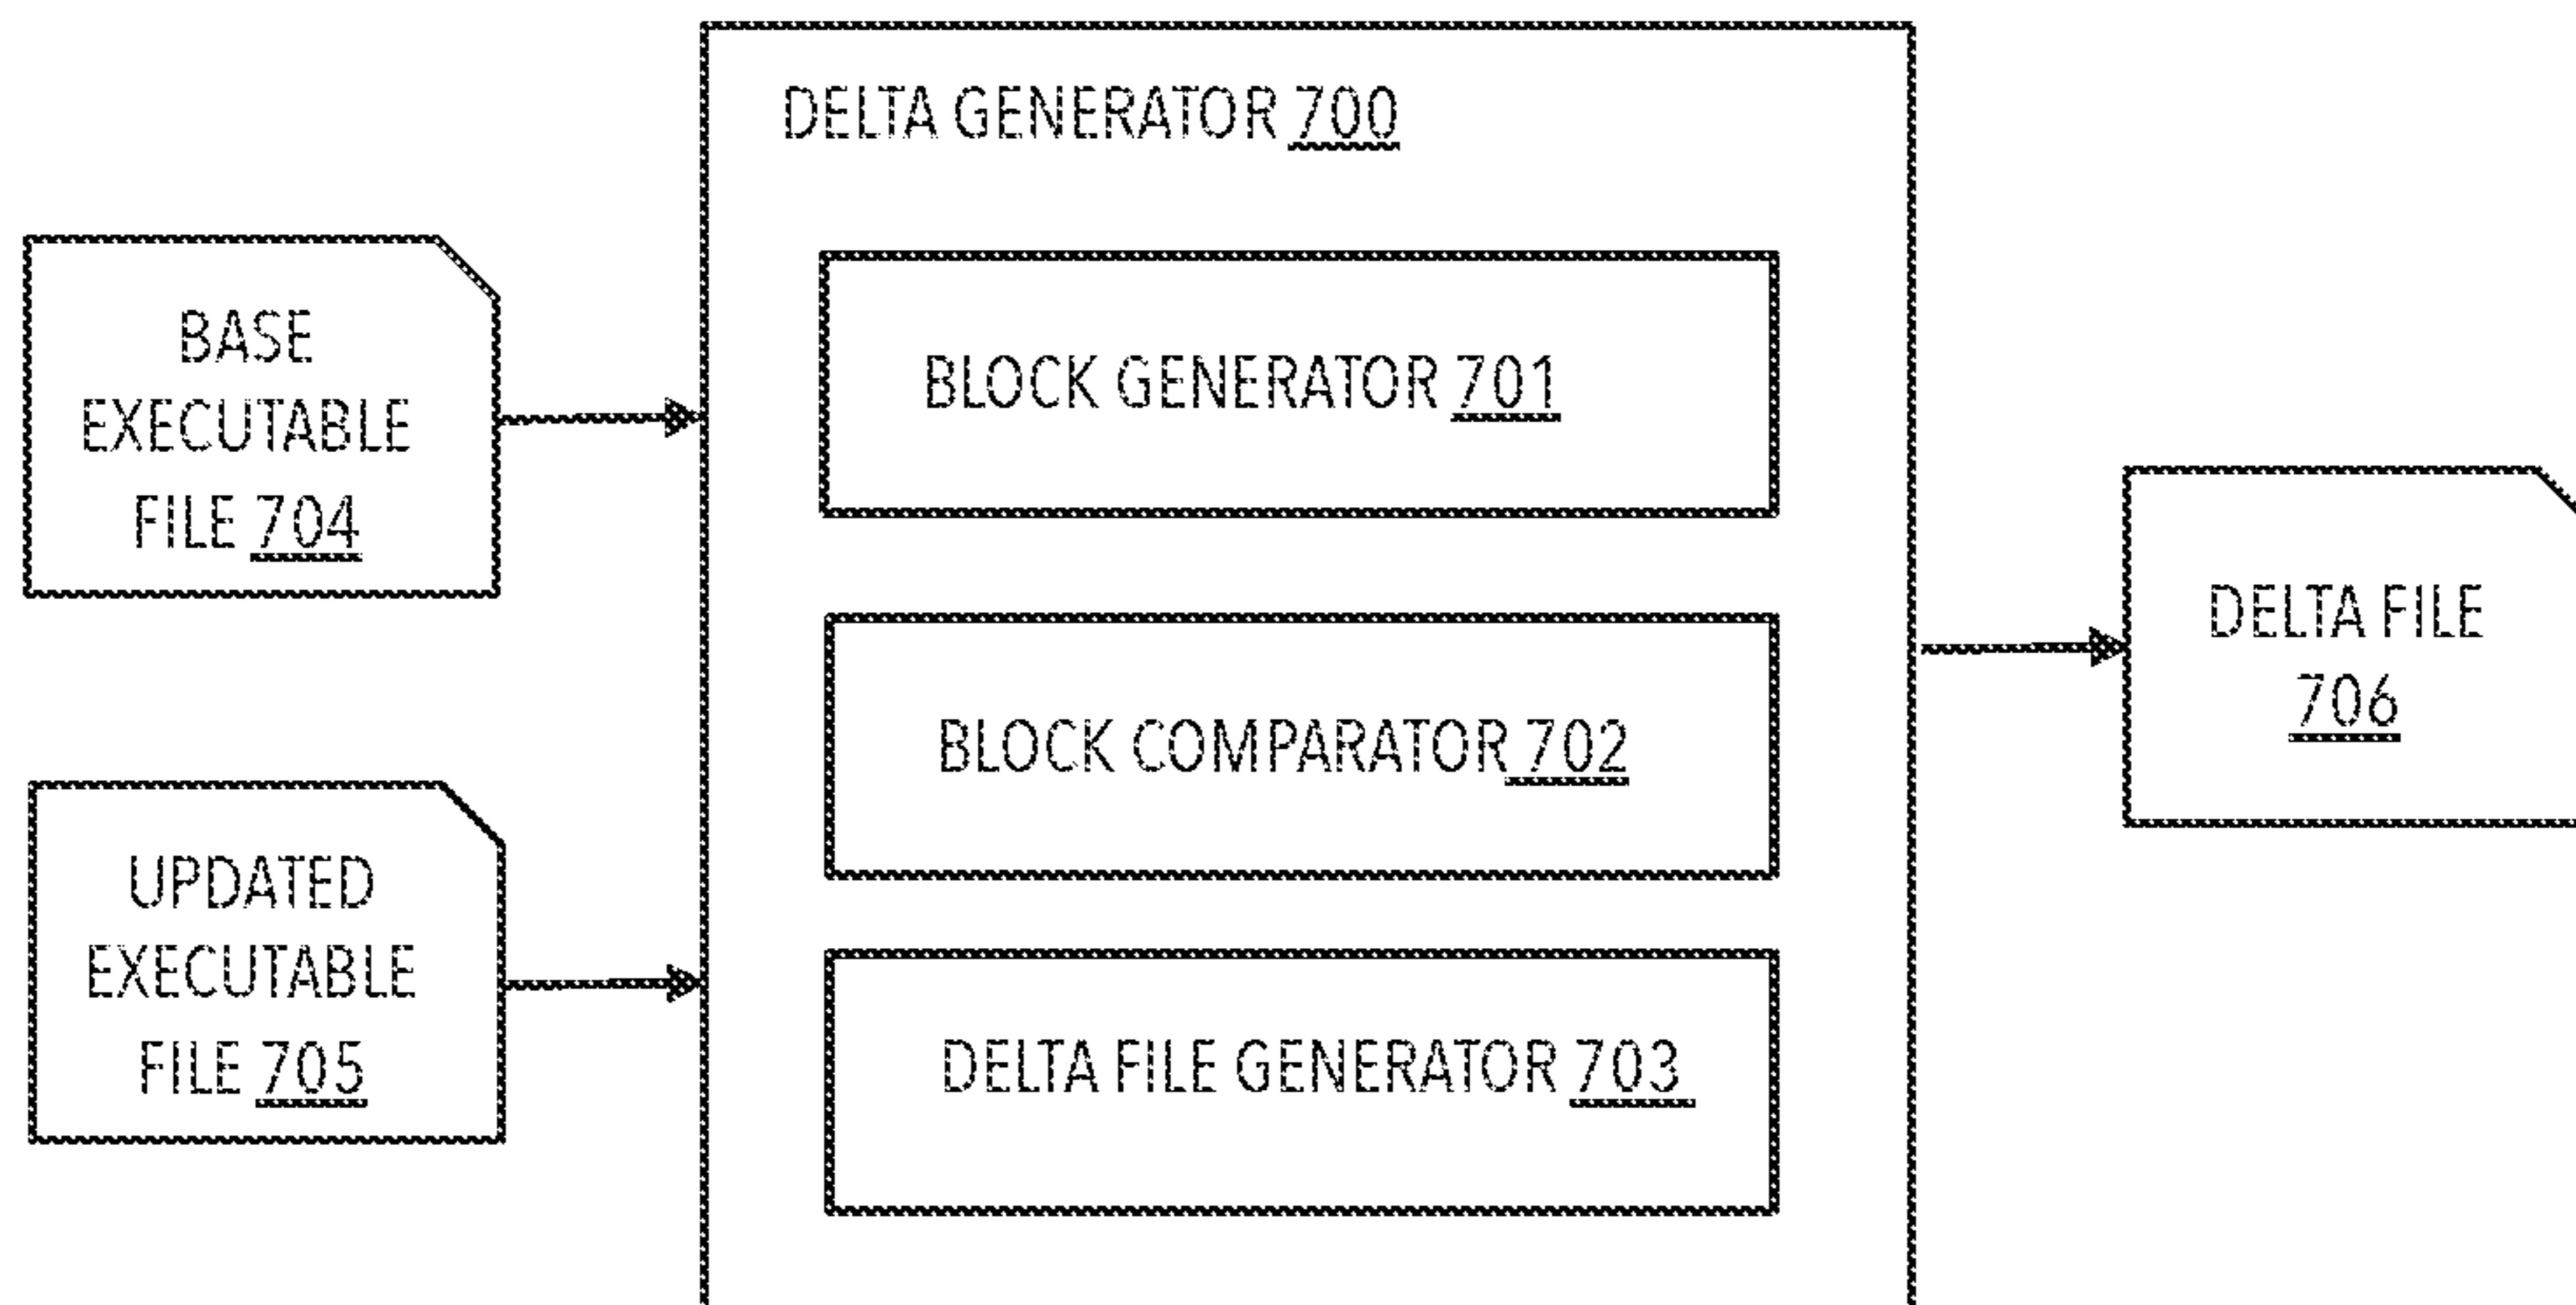 DELTA GENERATOR 700
BASE
EXECUTABLE
FILE 704
BLOCK GENERATOR 701
BLOCK COMPARATOR 702
UPDATED
EXECUTABLE
FILE 705
DELTA FILE GENERATOR 703
DELTA FILE
706